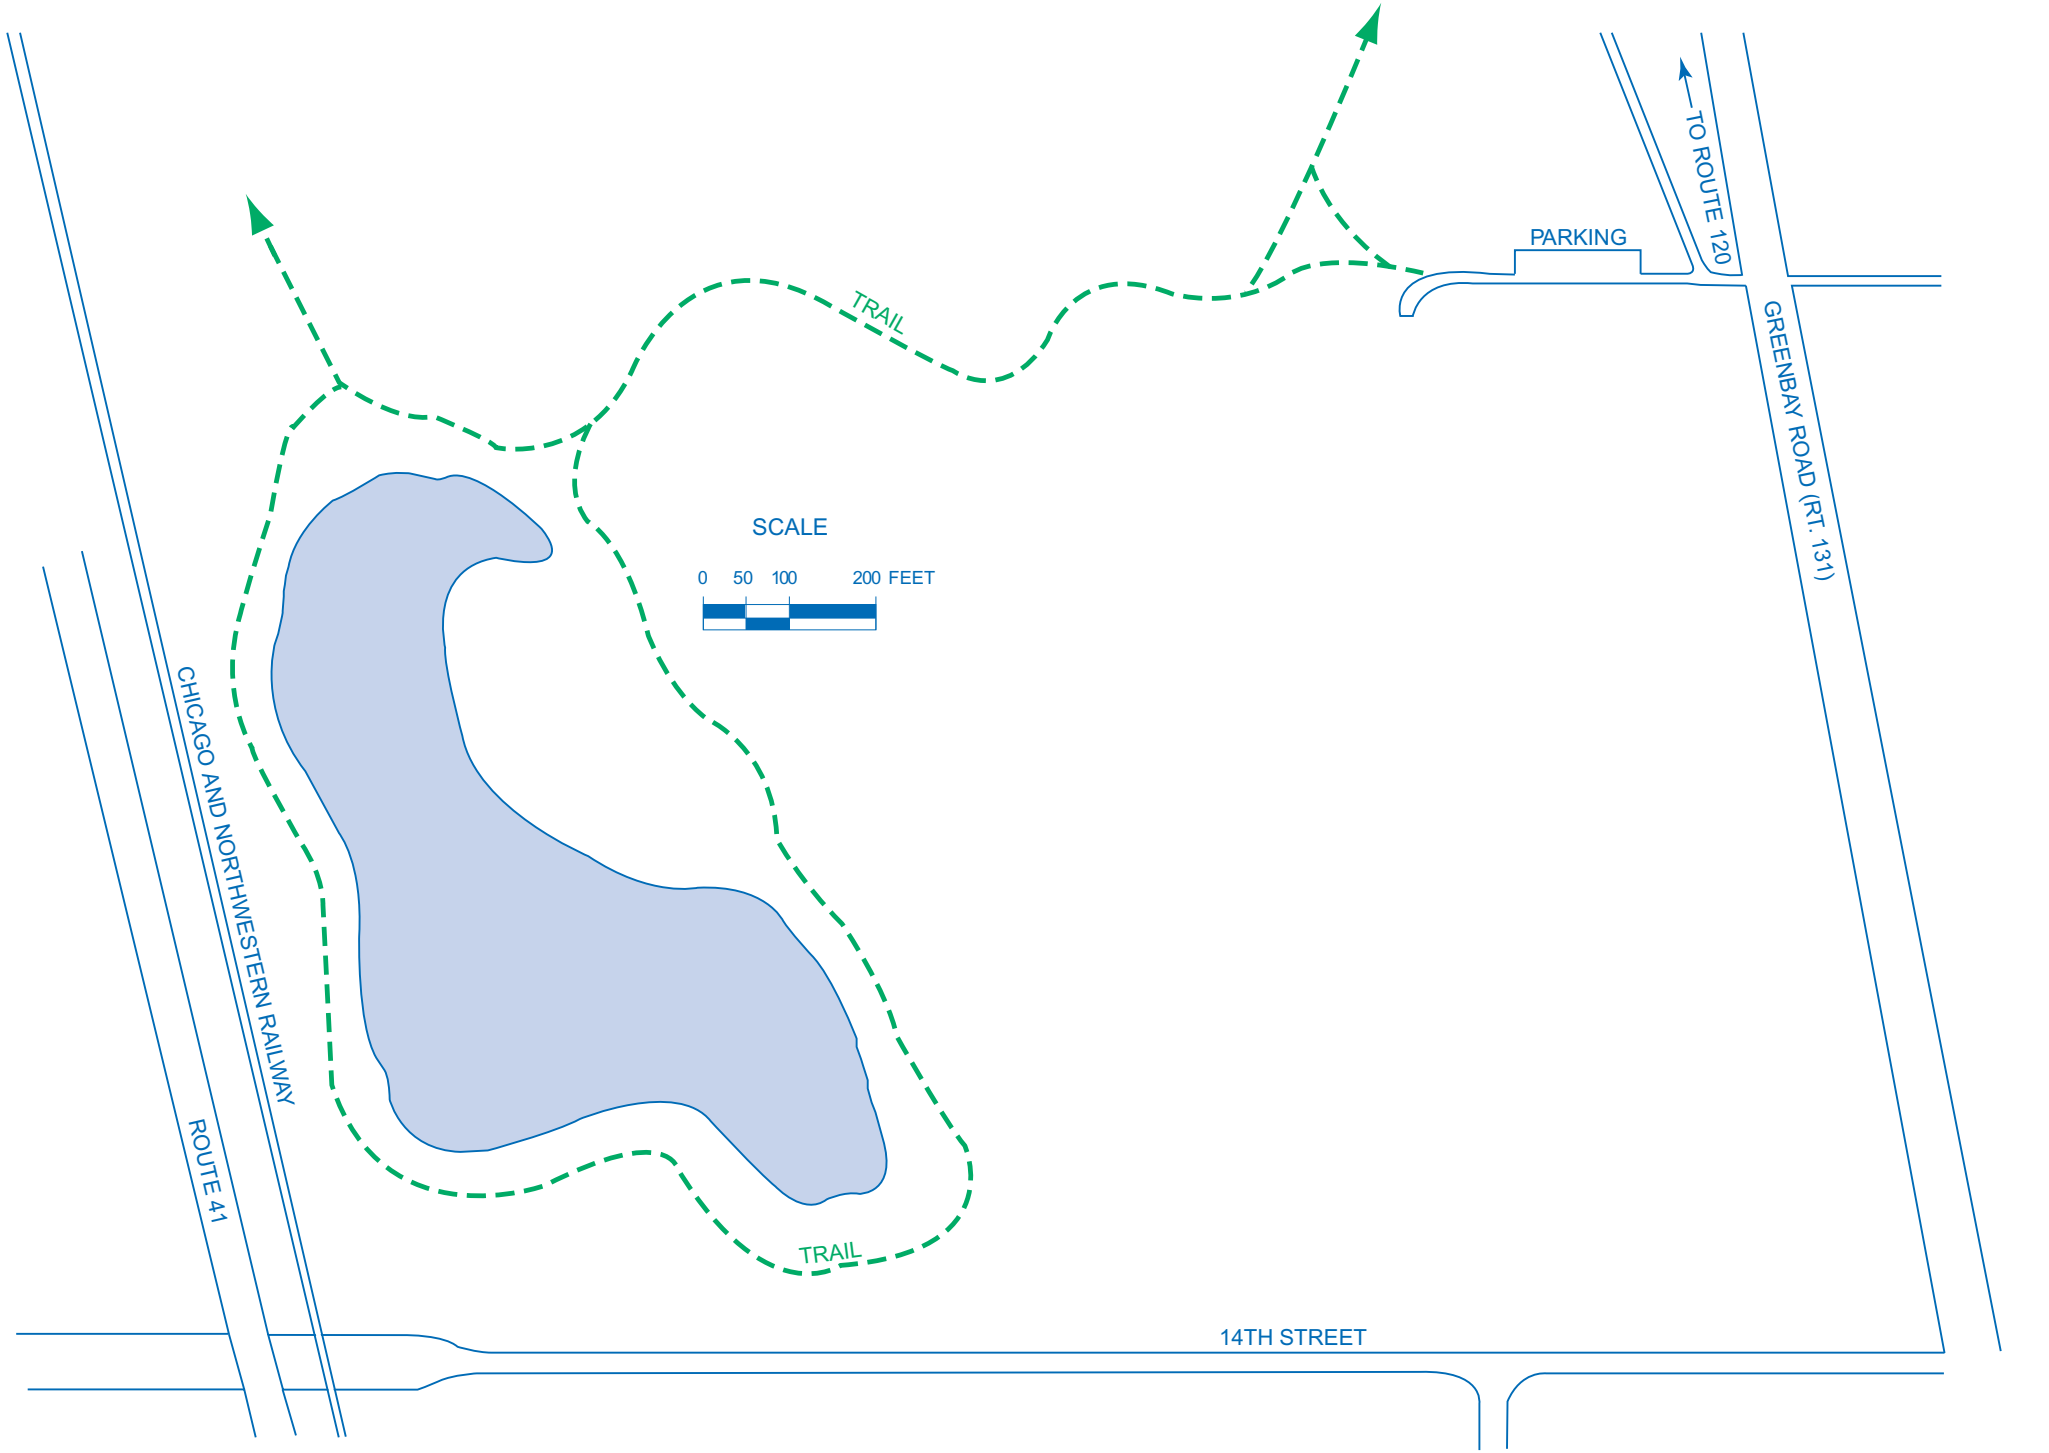 TO ROUTE 120
PARKING
TRAIL
GREENBAY ROAD (RT. 131)
SCALE
0 50 100 200 FEET
CHICAGO AND NORTHWESTERN RAILWAY
ROUTE 41
TRAIL
14TH STREET